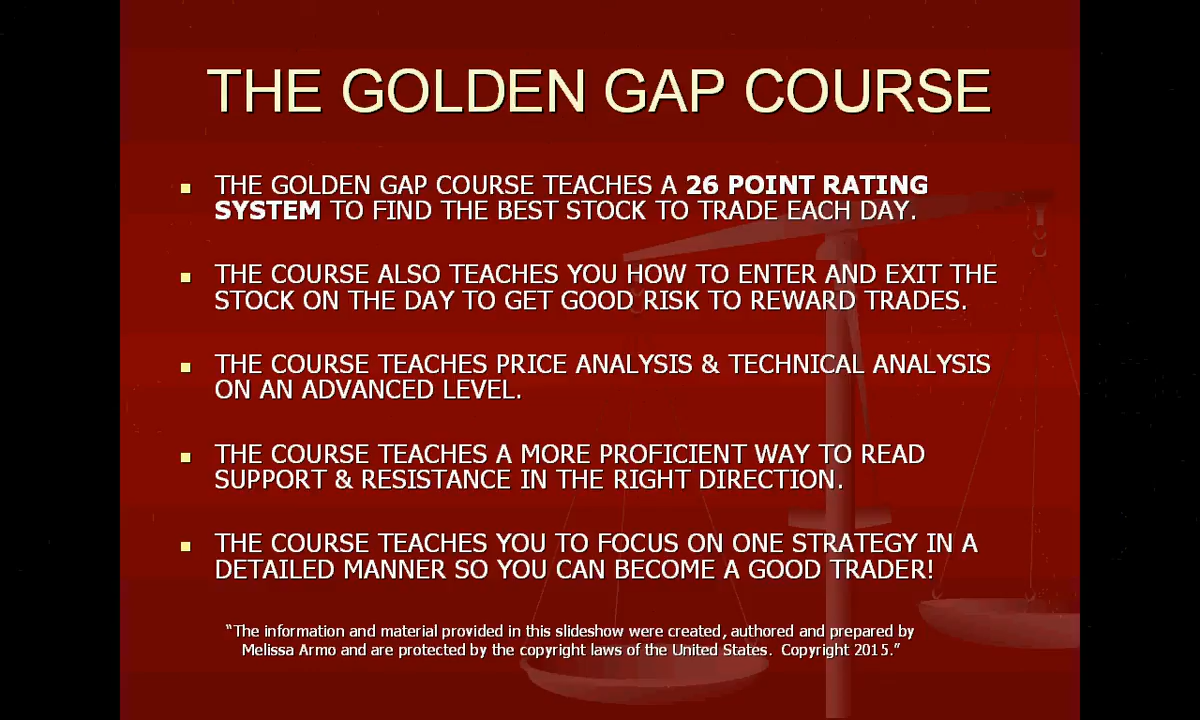 THE GOLDEN GAP COURSE
THE GOLDEN GAP COURSE TEACHES A 26 POINT RATING
SYSTEM TO FIND THE BEST STOCK TO TRADE EACH DAY.
THE COURSE ALSO TEACHES YOU HOW TO ENTER AND EXIT THE
STOCK ON THE DAY TO GET GOOD RISK TO REWARD TRADES.
THE COURSE TEACHES PRICE ANALYSIS & TECHNICAL ANALYSIS
ON AN ADVANCED LEVEL.
THE COURSE TEACHES A MORE PROFICIENT WAY TO READ
SUPPORT & RESISTANCE IN THE RIGHT DIRECTION.
THE COURSE TEACHES YOU TO FOCUS ON ONE STRATEGY IN A
DETAILED MANNER SO YOU CAN BECOME A GOOD TRADER!
“The information and material provided in this slideshow were created, authored and prepared by
Melissa Armo and are protected by the copyright laws of the United States.  Copyright 2015.”